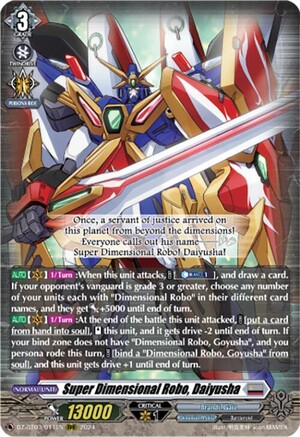 3
GRADE
TWIN DRIVE
PERSONA RIDE
Once, a servant of justice arrived on
this planet from beyond the dimensions!
Everyone calls out his name—
Super Dimensional Robo! Daiyusha!
AUTO 1/Turn :When this unit attacks, [1], and draw a card.
If your opponent's vanguard is grade 3 or greater, choose any number
of your units each with "Dimensional Robo" in their different card
names, and they get +5000 until end of turn.
AUTO 1/Turn :At the end of the battle this unit attacked, [put a card
from hand into soul], this unit, and it gets drive -2 until end of turn. If
your bind zone does not have "Dimensional Robo, Goyusha", and you
persona rode this turn, [bind a "Dimensional Robo, Goyusha" from
soul], and this unit gets drive +1 until end of turn.
NORMAL UNIT
Super Dimensional Robo, Daiyusha
POWER
13000
CRITICAL
1
Brandt Gate
2024